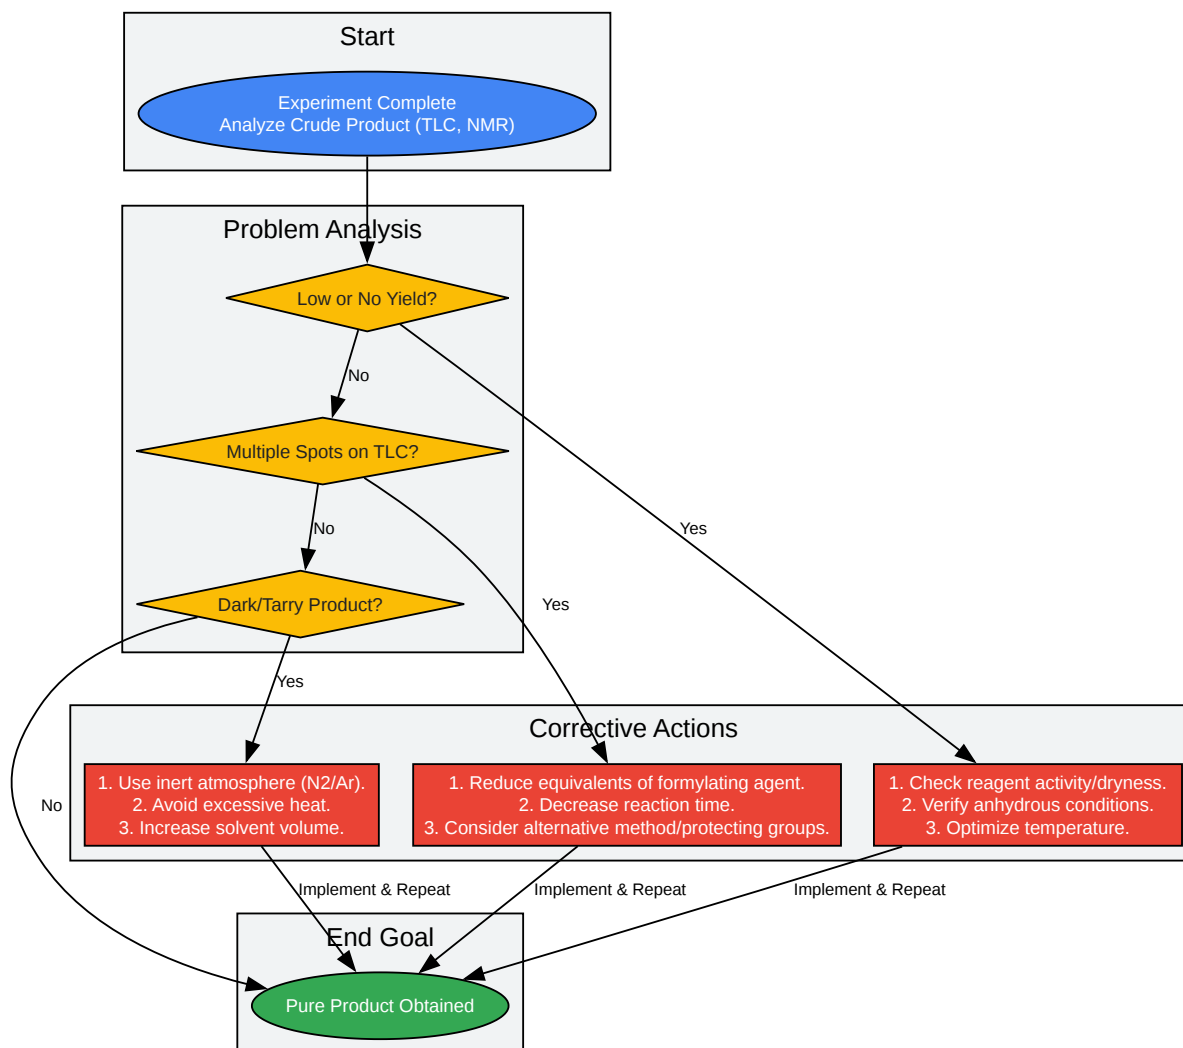 Start
Experiment Complete
Analyze Crude Product (TLC, NMR)
Problem Analysis
Low or No Yield?
No
Multiple Spots on TLC?
No
Yes
Dark/Tarry Product?
Yes
Yes
No
Corrective Actions
1. Use inert atmosphere (N2/Ar).
2. Avoid excessive heat.
3. Increase solvent volume.
1. Reduce equivalents of formylating agent.
2. Decrease reaction time.
3. Consider alternative method/protecting groups.
1. Check reagent activity/dryness.
2. Verify anhydrous conditions.
3. Optimize temperature.
Implement & Repeat
Implement & Repeat
Implement & Repeat
End Goal
Pure Product Obtained